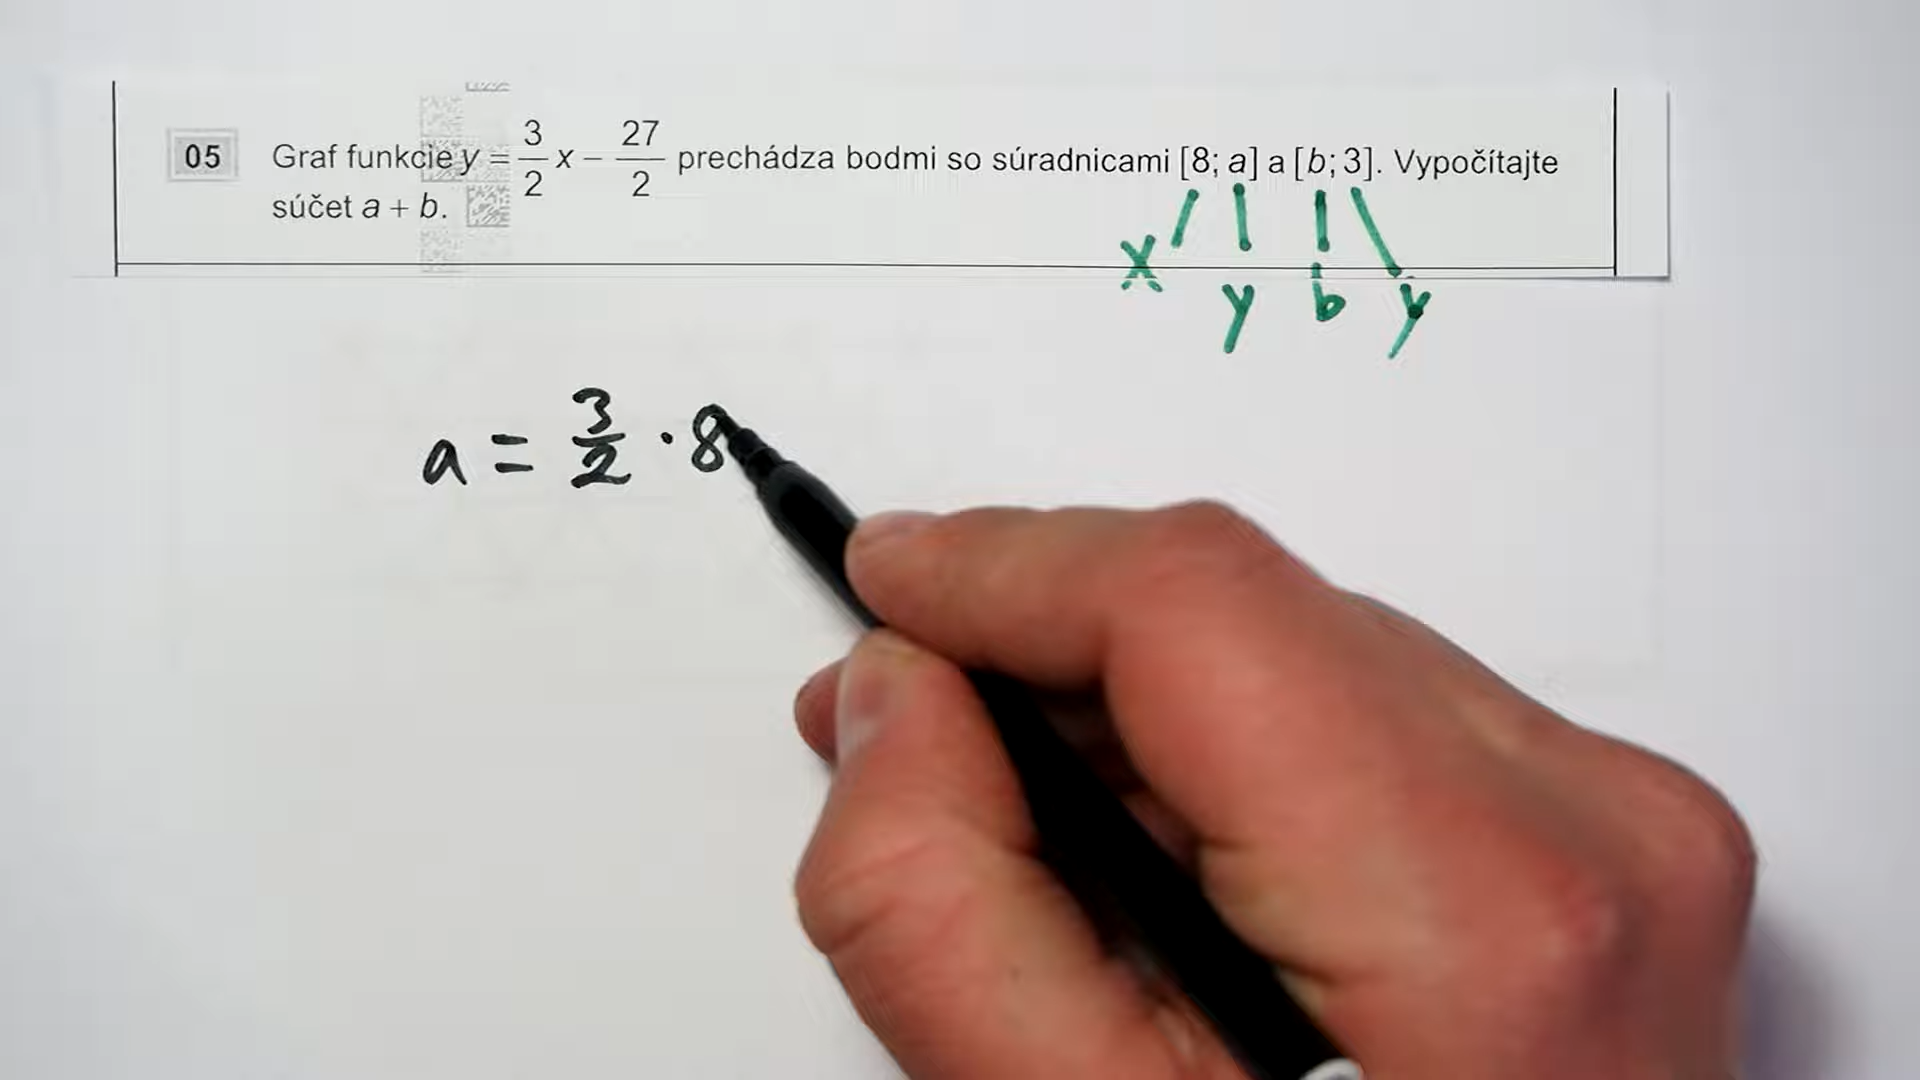 05 Graf funkcie y = 3/2 x − 27/2 prechádza bodmi so súradnicami [8; a] a [b; 3]. Vypočítajte
súčet a + b.
x y b y
a = 3/2 · 8